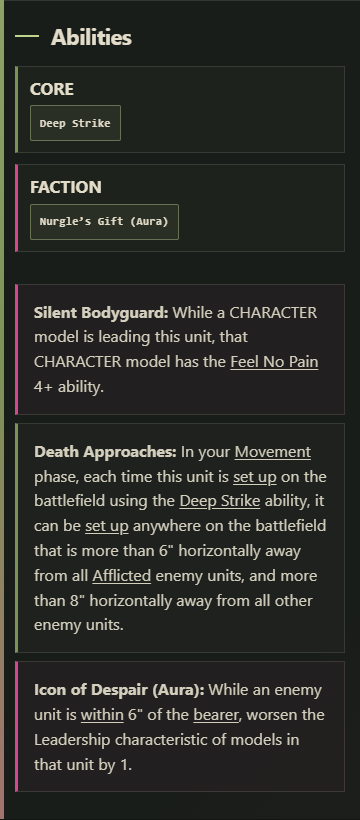 Abilities
CORE
Deep Strike
FACTION
Nurgle’s Gift (Aura)
Silent Bodyguard: While a CHARACTER
model is leading this unit, that
CHARACTER model has the Feel No Pain
4+ ability.
Death Approaches: In your Movement
phase, each time this unit is set up on the
battlefield using the Deep Strike ability, it
can be set up anywhere on the battlefield
that is more than 6" horizontally away
from all Afflicted enemy units, and more
than 8" horizontally away from all other
enemy units.
Icon of Despair (Aura): While an enemy
unit is within 6" of the bearer, worsen the
Leadership characteristic of models in
that unit by 1.